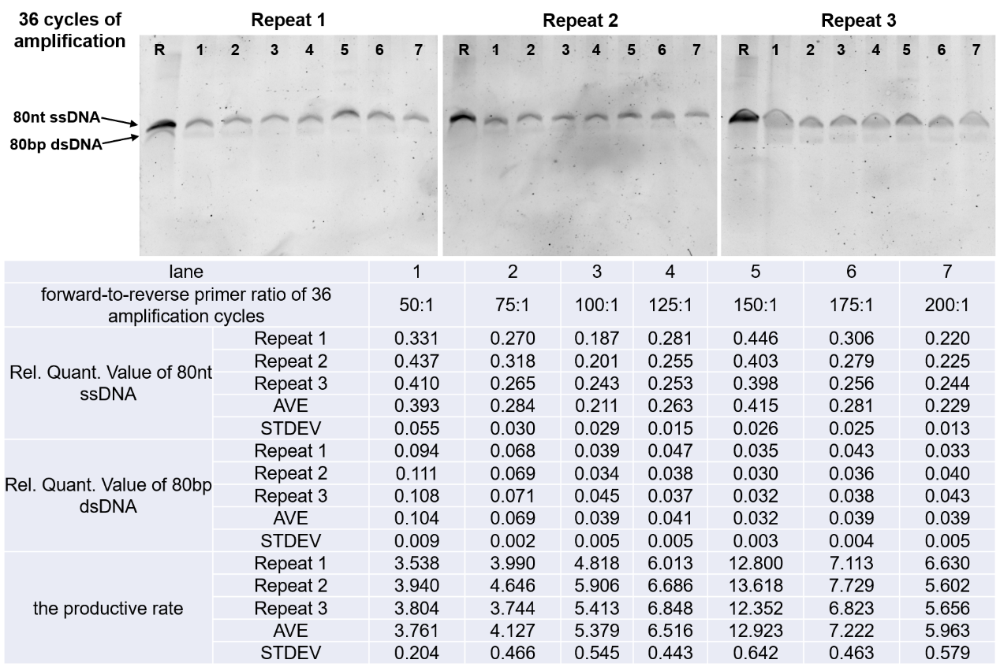 36 cycles of
amplification
Repeat 1
Repeat 2
Repeat 3
R 1 2 3 4 5 6 7
R 1 2 3 4 5 6 7
R 1 2 3 4 5 6 7
80nt ssDNA
80bp dsDNA
lane 1 2 3 4 5 6 7
forward-to-reverse primer ratio of 36
amplification cycles
50:1 75:1 100:1 125:1 150:1 175:1 200:1
Rel. Quant. Value of 80nt
ssDNA
Repeat 1 0.331 0.270 0.187 0.281 0.446 0.306 0.220
Repeat 2 0.437 0.318 0.201 0.255 0.403 0.279 0.225
Repeat 3 0.410 0.265 0.243 0.253 0.398 0.256 0.244
AVE 0.393 0.284 0.211 0.263 0.415 0.281 0.229
STDEV 0.055 0.030 0.029 0.015 0.026 0.025 0.013
Rel. Quant. Value of 80bp
dsDNA
Repeat 1 0.094 0.068 0.039 0.047 0.035 0.043 0.033
Repeat 2 0.111 0.069 0.034 0.038 0.030 0.036 0.040
Repeat 3 0.108 0.071 0.045 0.037 0.032 0.038 0.043
AVE 0.104 0.069 0.039 0.041 0.032 0.039 0.039
STDEV 0.009 0.002 0.005 0.005 0.003 0.004 0.005
the productive rate
Repeat 1 3.538 3.990 4.818 6.013 12.800 7.113 6.630
Repeat 2 3.940 4.646 5.906 6.686 13.618 7.729 5.602
Repeat 3 3.804 3.744 5.413 6.848 12.352 6.823 5.656
AVE 3.761 4.127 5.379 6.516 12.923 7.222 5.963
STDEV 0.204 0.466 0.545 0.443 0.642 0.463 0.579